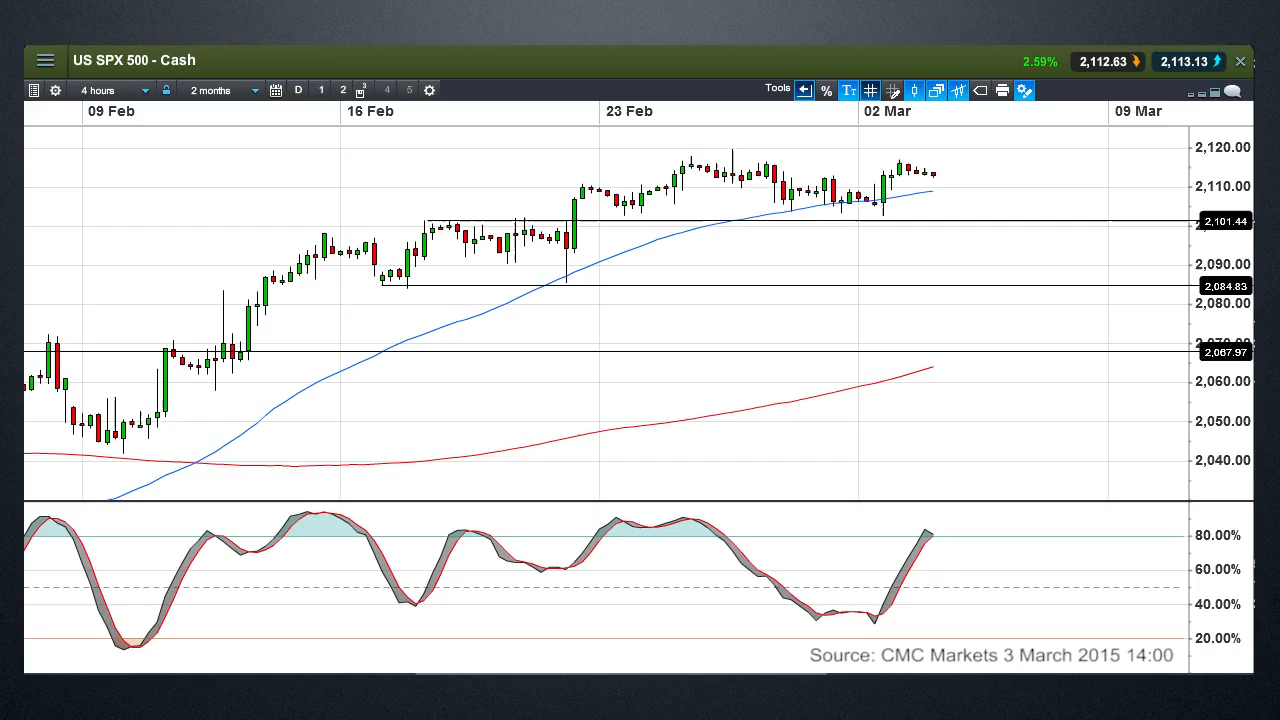 US SPX 500 - Cash
2.59% 2,112.63 2,113.13
4 hours 2 months D 1 2 3 4 5 Tools % TT
09 Feb 16 Feb 23 Feb 02 Mar 09 Mar
2,120.00
2,110.00
2,101.44
2,090.00
2,084.83
2,080.00
2,067.97
2,060.00
2,050.00
2,040.00
80.00%
60.00%
40.00%
20.00%
Source: CMC Markets 3 March 2015 14:00